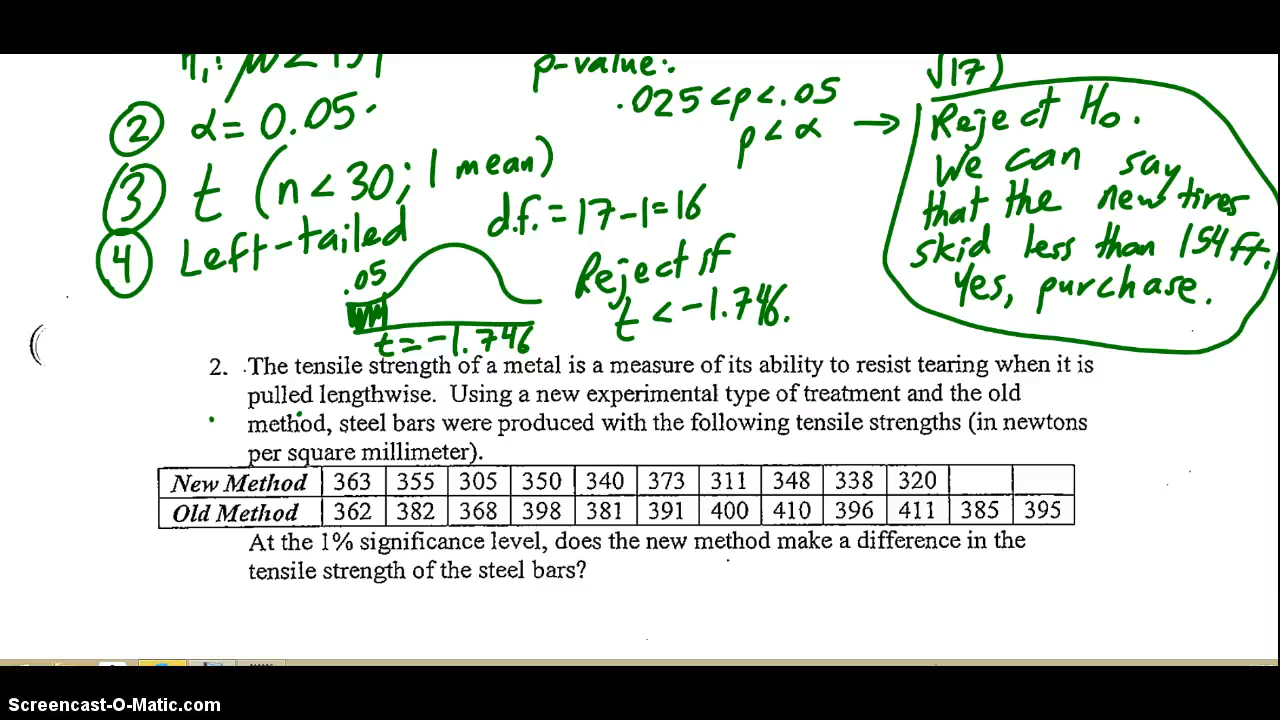 H₁: μ < 154
p-value:
√17)
② α = 0.05.
.025 < p < .05
p < α →
Reject H₀.
We can say
that the new tires
skid less than 154 ft.
Yes, purchase.
③ t (n < 30; 1 mean)
d.f. = 17-1 = 16
④ Left-tailed
.05
t = -1.746
Reject if
t < -1.746.
2. The tensile strength of a metal is a measure of its ability to resist tearing when it is
pulled lengthwise. Using a new experimental type of treatment and the old
method, steel bars were produced with the following tensile strengths (in newtons
per square millimeter).
New Method 363 355 305 350 340 373 311 348 338 320
Old Method 362 382 368 398 381 391 400 410 396 411 385 395
At the 1% significance level, does the new method make a difference in the
tensile strength of the steel bars?
Screencast-O-Matic.com